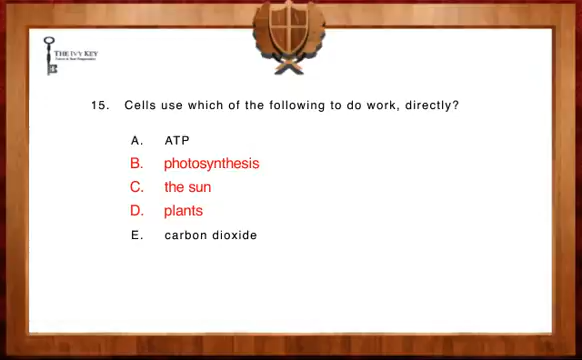 THE IVY KEY
15. Cells use which of the following to do work, directly?
A. ATP
B. photosynthesis
C. the sun
D. plants
E. carbon dioxide